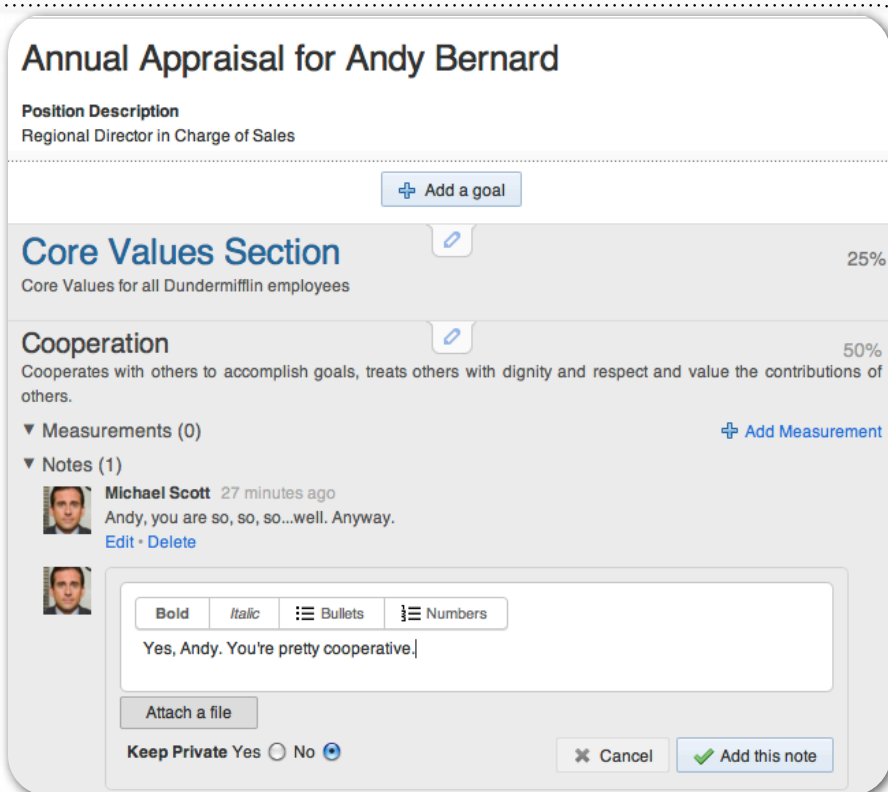 Annual Appraisal for Andy Bernard
Position Description
Regional Director in Charge of Sales
Add a goal
Core Values Section
25%
Core Values for all Dundermifflin employees
Cooperation
50%
Cooperates with others to accomplish goals, treats others with dignity and respect and value the contributions of
others.
▼ Measurements (0)
Add Measurement
▼ Notes (1)
Michael Scott 27 minutes ago
Andy, you are so, so, so...well. Anyway.
Edit • Delete
Bold Italic Bullets Numbers
Yes, Andy. You're pretty cooperative.
Attach a file
Keep Private Yes No
Cancel Add this note